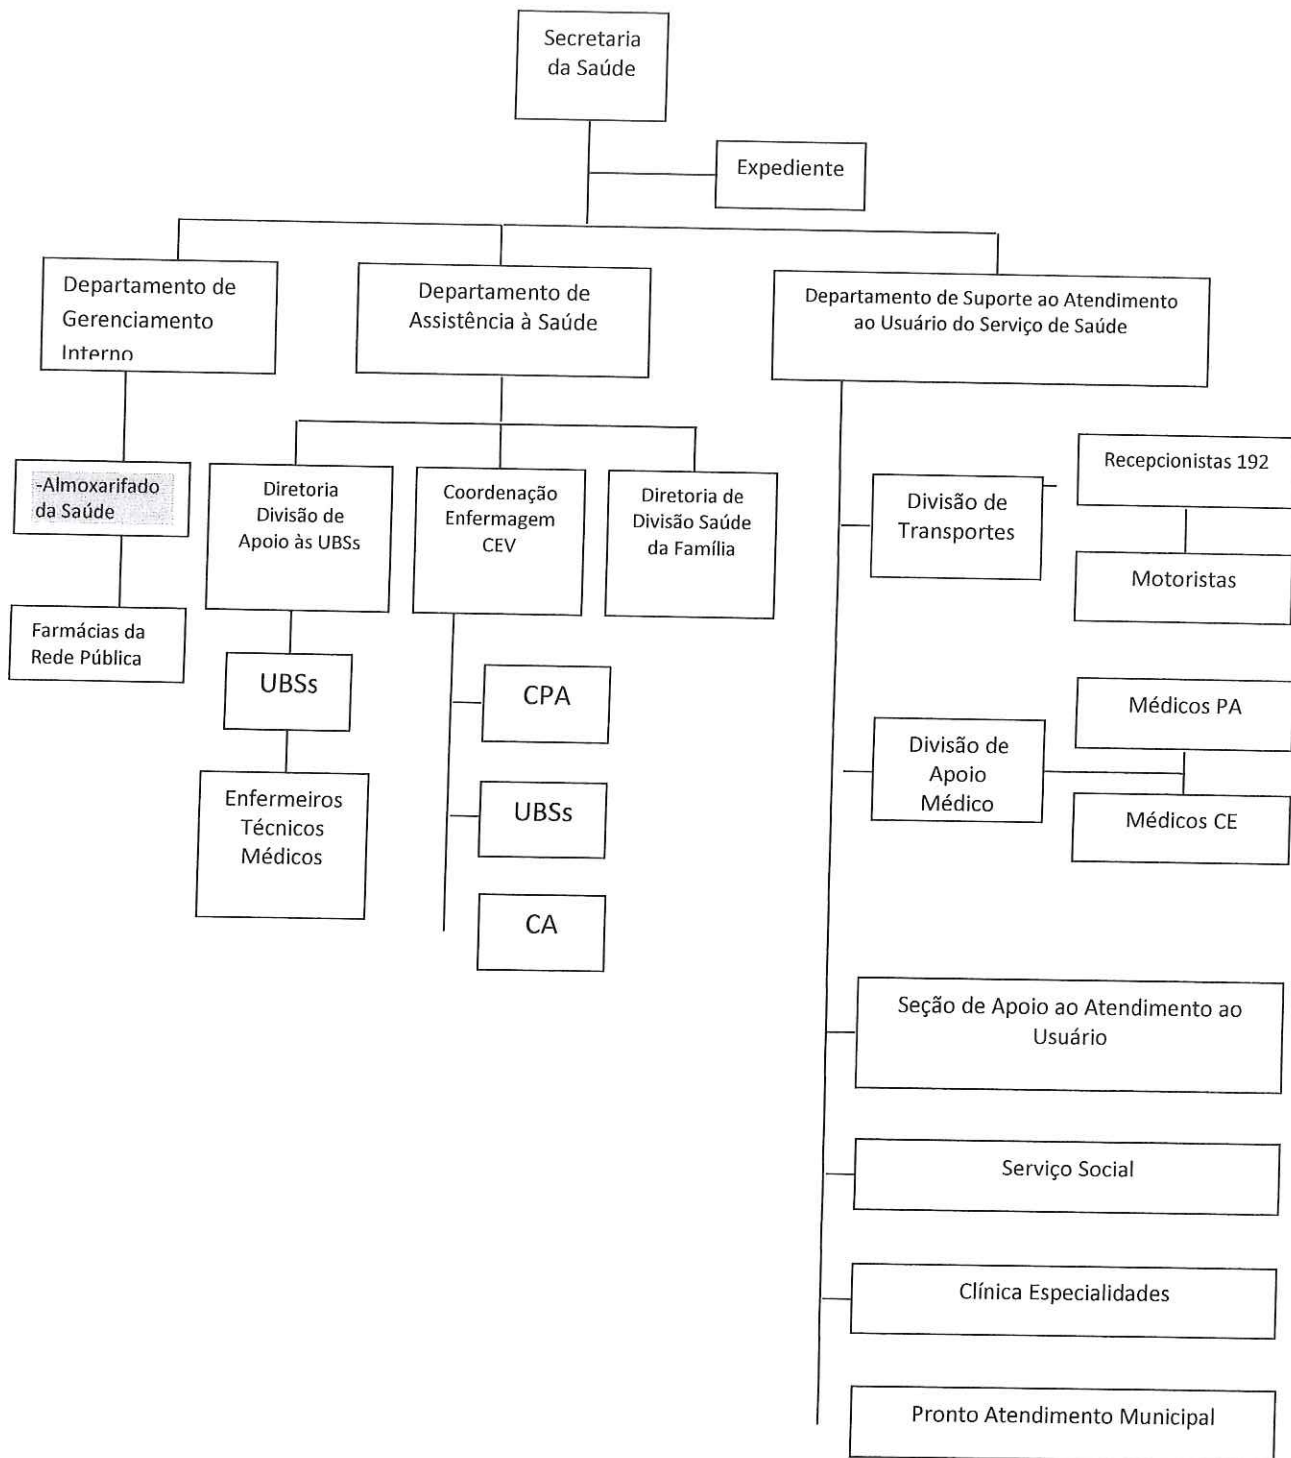 Secretaria
da Saúde
Expediente
Departamento de
Gerenciamento
Interno
Departamento de
Assistência à Saúde
Departamento de Suporte ao Atendimento
ao Usuário do Serviço de Saúde
-Almoxarifado
da Saúde
Farmácias da
Rede Pública
Diretoria
Divisão de
Apoio às UBSs
UBSs
Enfermeiros
Técnicos
Médicos
Coordenação
Enfermagem
CEV
CPA
UBSs
CA
Diretoria de
Divisão Saúde
da Família
Divisão de
Transportes
Recepcionistas 192
Motoristas
Divisão de
Apoio
Médico
Médicos PA
Médicos CE
Seção de Apoio ao Atendimento ao
Usuário
Serviço Social
Clínica Especialidades
Pronto Atendimento Municipal